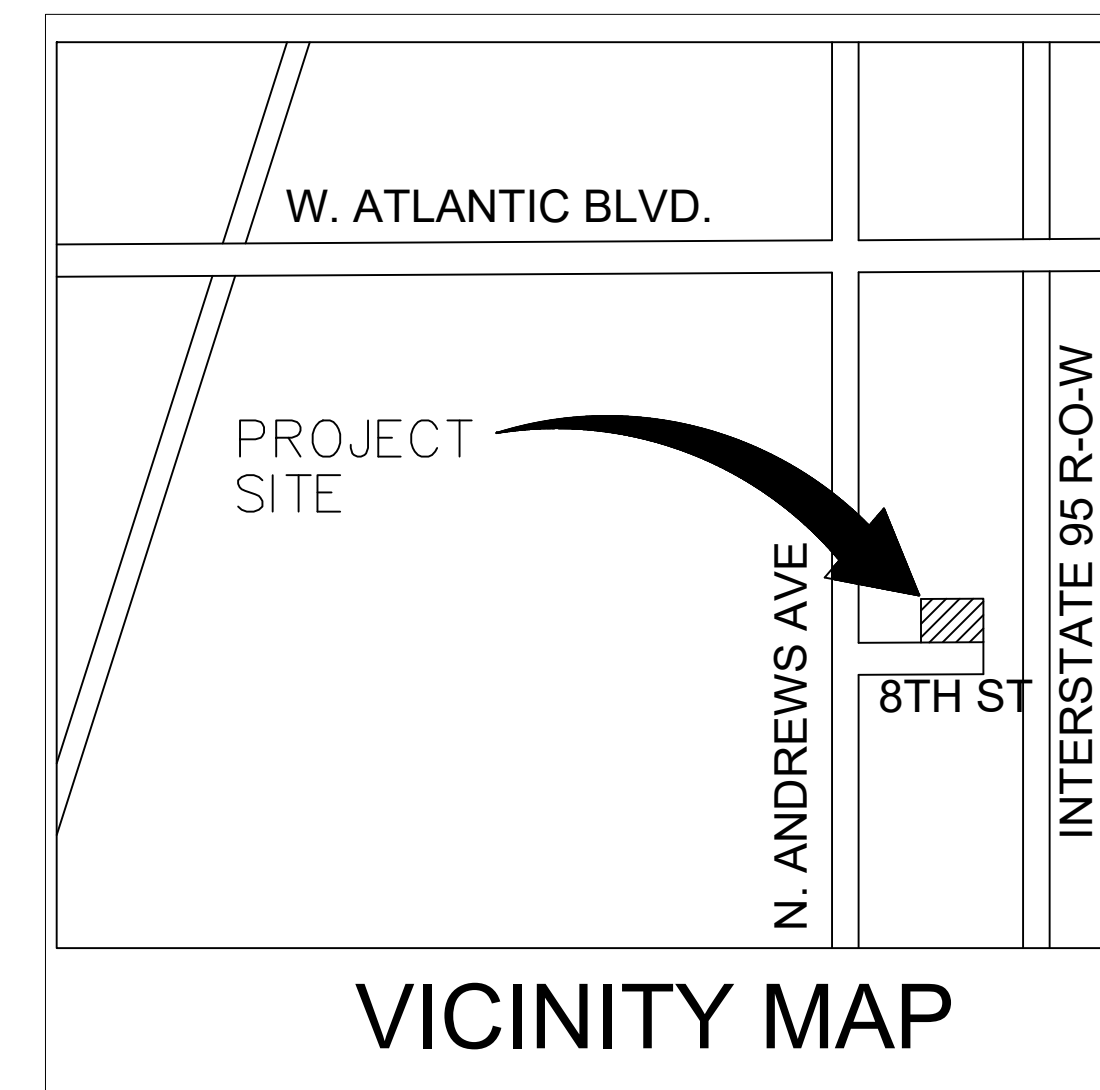 W. ATLANTIC BLVD.
PROJECT
SITE
N. ANDREWS AVE
8TH ST
INTERSTATE 95 R-O-W
VICINITY MAP